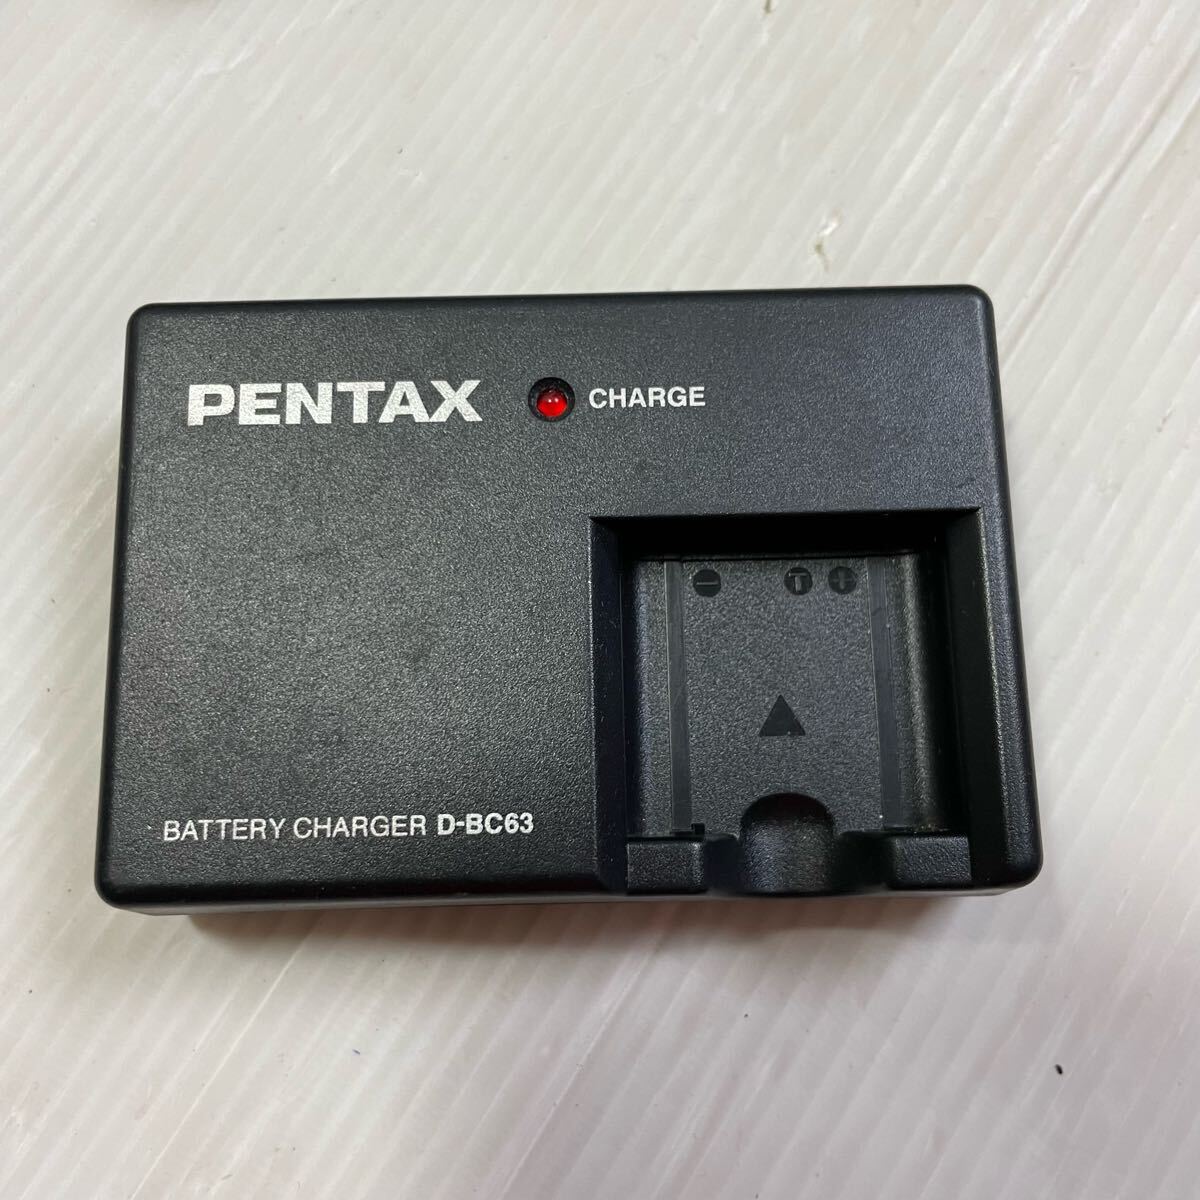 PENTAX CHARGE
− T +
BATTERY CHARGER D-BC63